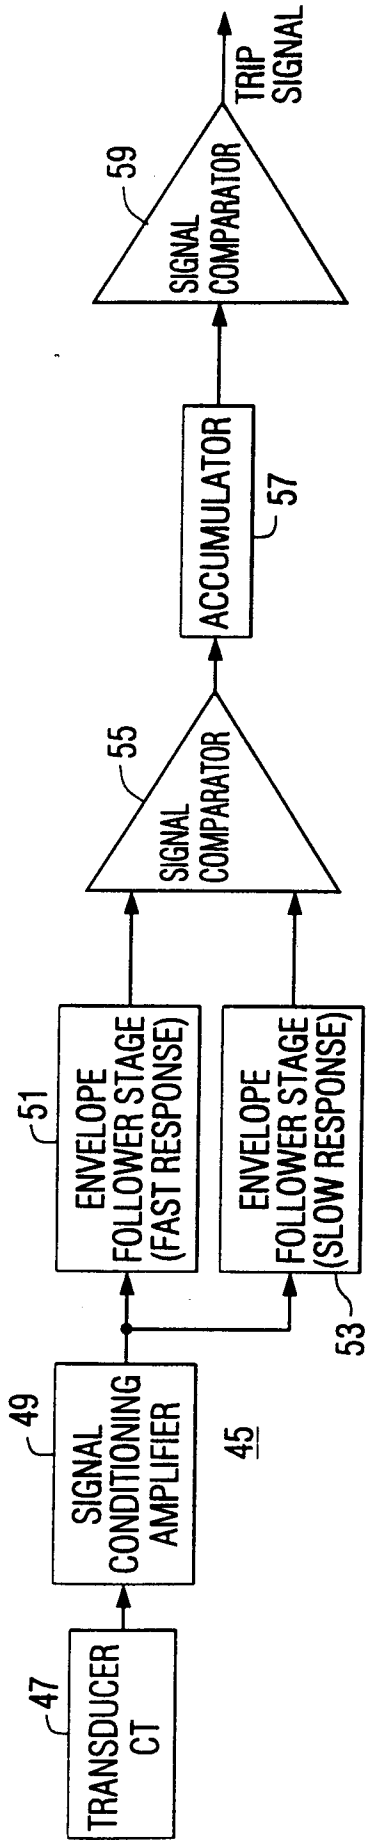 47
TRANSDUCER
CT
49
SIGNAL
CONDITIONING
AMPLIFIER
45
51
ENVELOPE
FOLLOWER STAGE
(FAST RESPONSE)
ENVELOPE
FOLLOWER STAGE
(SLOW RESPONSE)
53
55
SIGNAL
COMPARATOR
ACCUMULATOR
57
59
SIGNAL
COMPARATOR
TRIP
SIGNAL